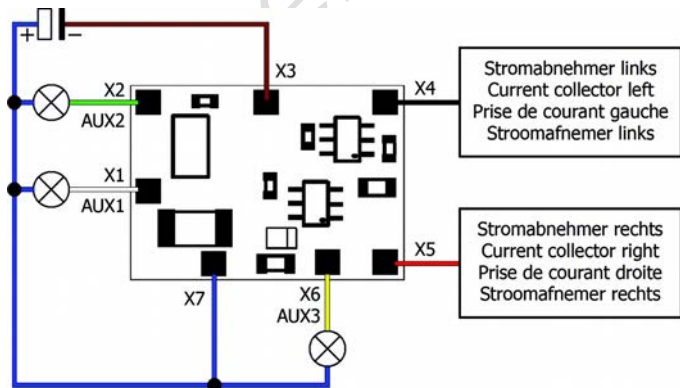 +
−
X2
X3
X4
AUX2
X1
AUX1
X5
X7
X6
AUX3
Stromabnehmer links
Current collector left
Prise de courant gauche
Stroomafnemer links
Stromabnehmer rechts
Current collector right
Prise de courant droite
Stroomafnemer rechts